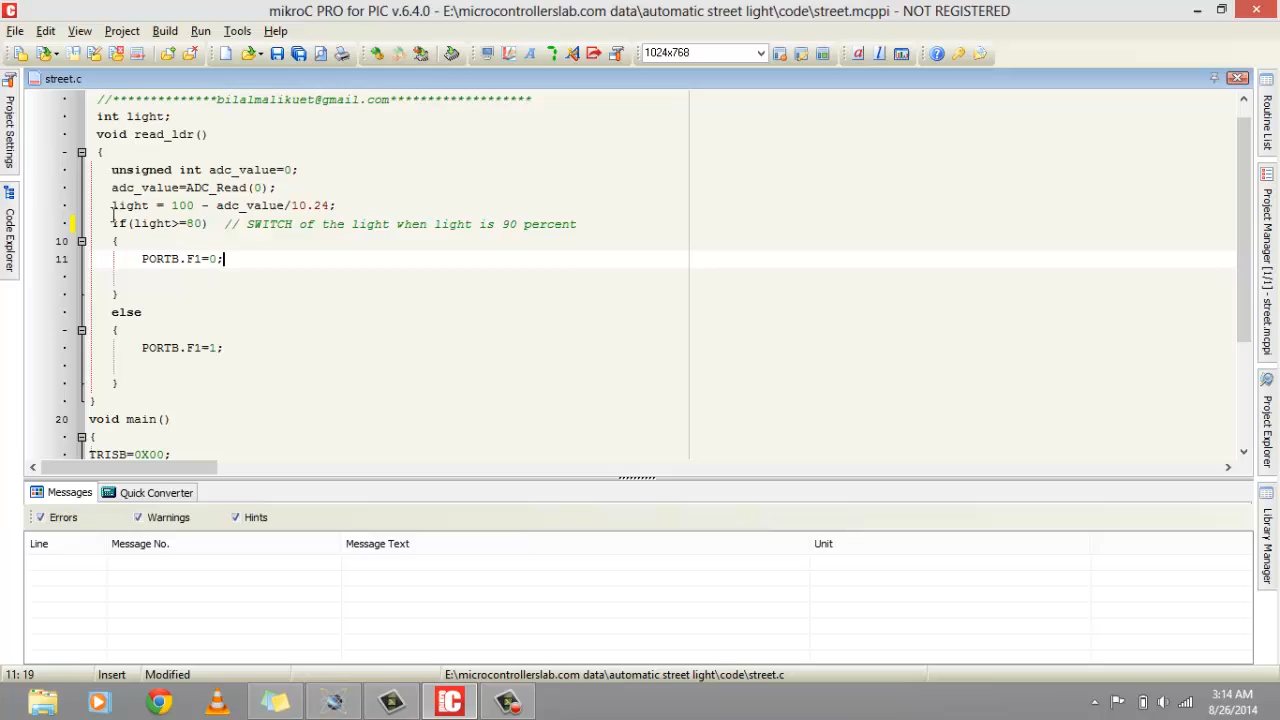 mikroC PRO for PIC v.6.4.0 - E:\microcontrollerslab.com data\automatic street light\code\street.mcppi - NOT REGISTERED
File Edit View Project Build Run Tools Help
1024x768
street.c
//**************bilalmalikuet@gmail.com*******************
int light;
void read_ldr()
{
unsigned int adc_value=0;
adc_value=ADC_Read(0);
light = 100 - adc_value/10.24;
if(light>=80) // SWITCH of the light when light is 90 percent
10 {
11 PORTB.F1=0;
}
else
{
PORTB.F1=1;
}
}
20 void main()
{
TRISB=0X00;
Project Settings
Code Explorer
Routine List
Project Manager [1/1] - street.mcppi
Project Explorer
Library Manager
Messages Quick Converter
Errors Warnings Hints
Line Message No. Message Text Unit
11: 19 Insert Modified E:\microcontrollerslab.com data\automatic street light\code\street.c
3:14 AM
8/26/2014